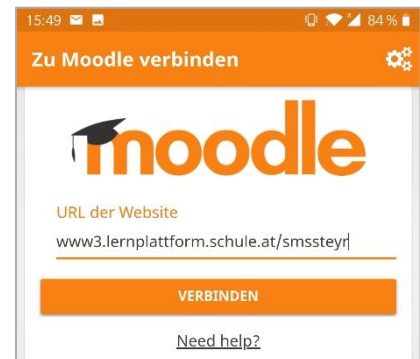 15:49 84 %
Zu Moodle verbinden
moodle
URL der Website
www3.lernplattform.schule.at/smssteyr
VERBINDEN
Need help?